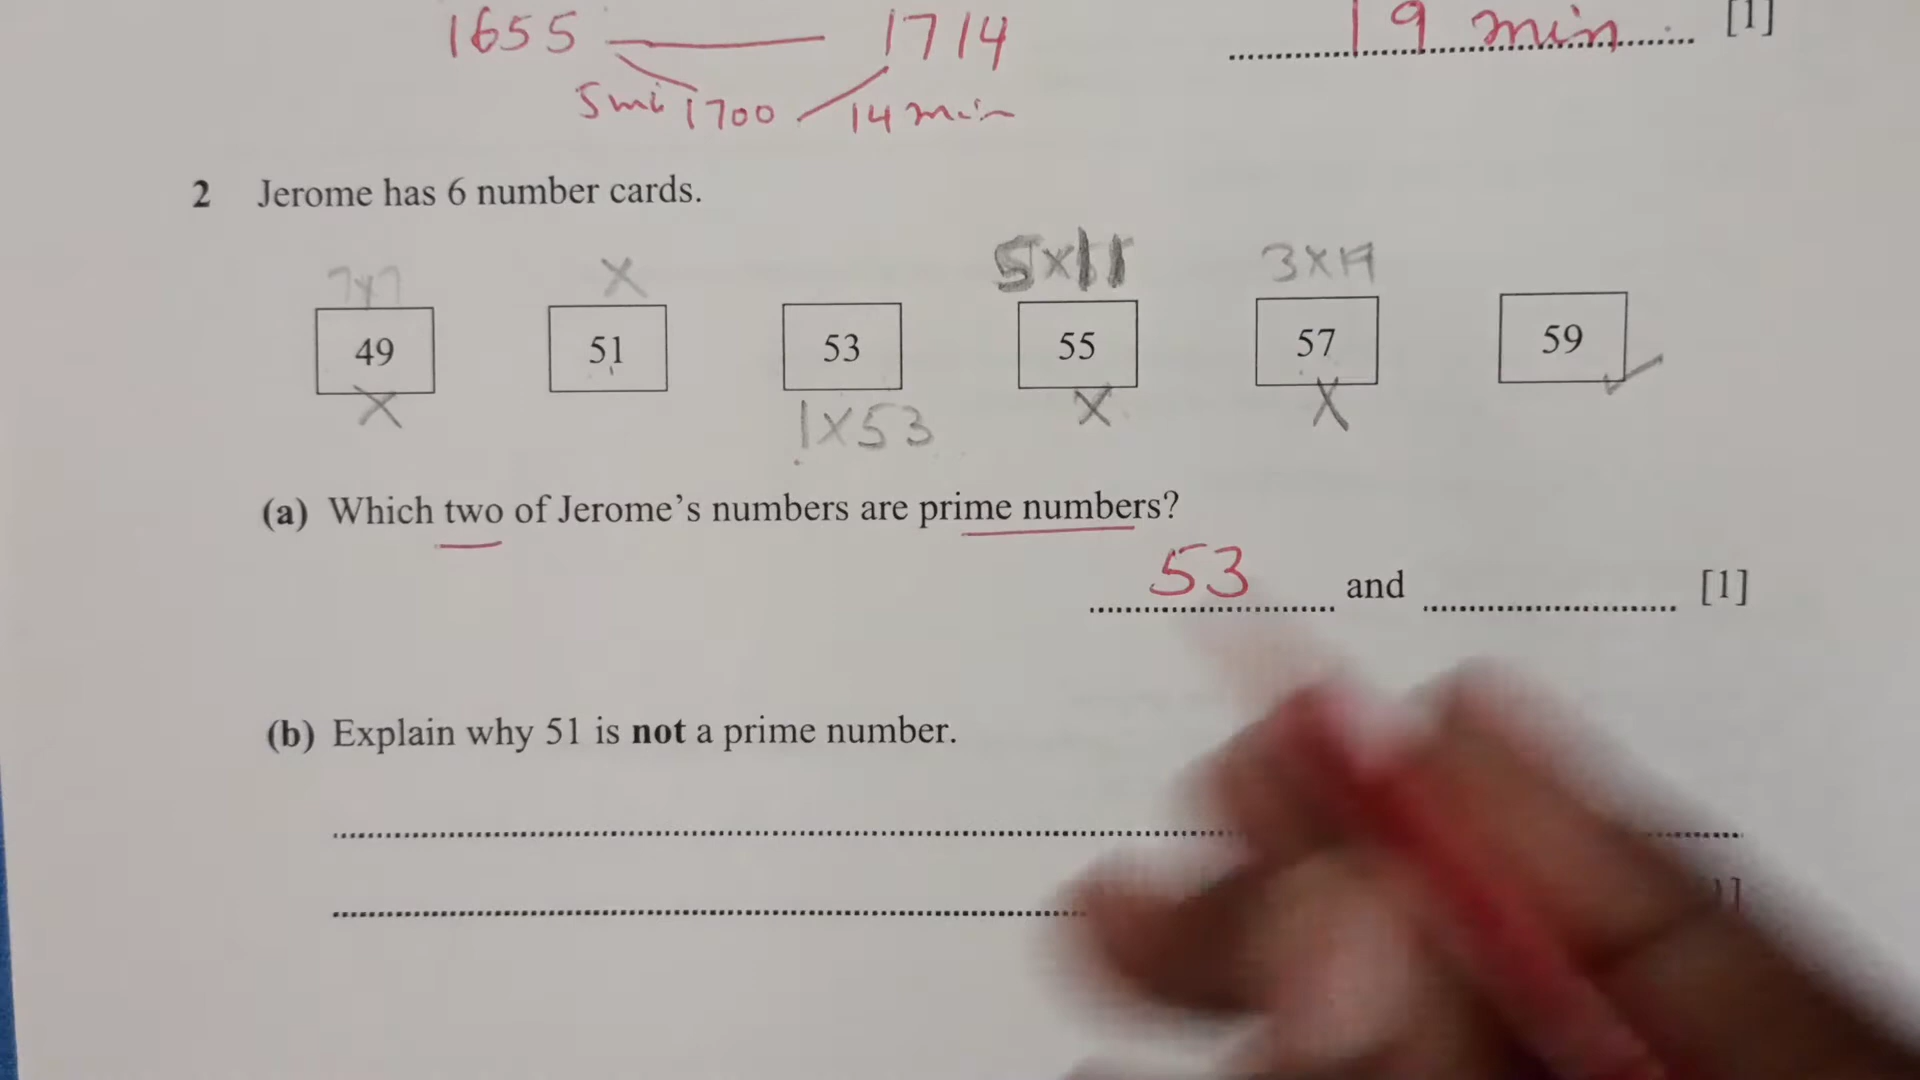 1655 1714 19 min [1]
5 mi 1700 14 min
2 Jerome has 6 number cards.
7x7 X 5x11 3x19
49 51 53 55 57 59
X 1X53 X X
(a) Which two of Jerome's numbers are prime numbers?
53 and [1]
(b) Explain why 51 is not a prime number.